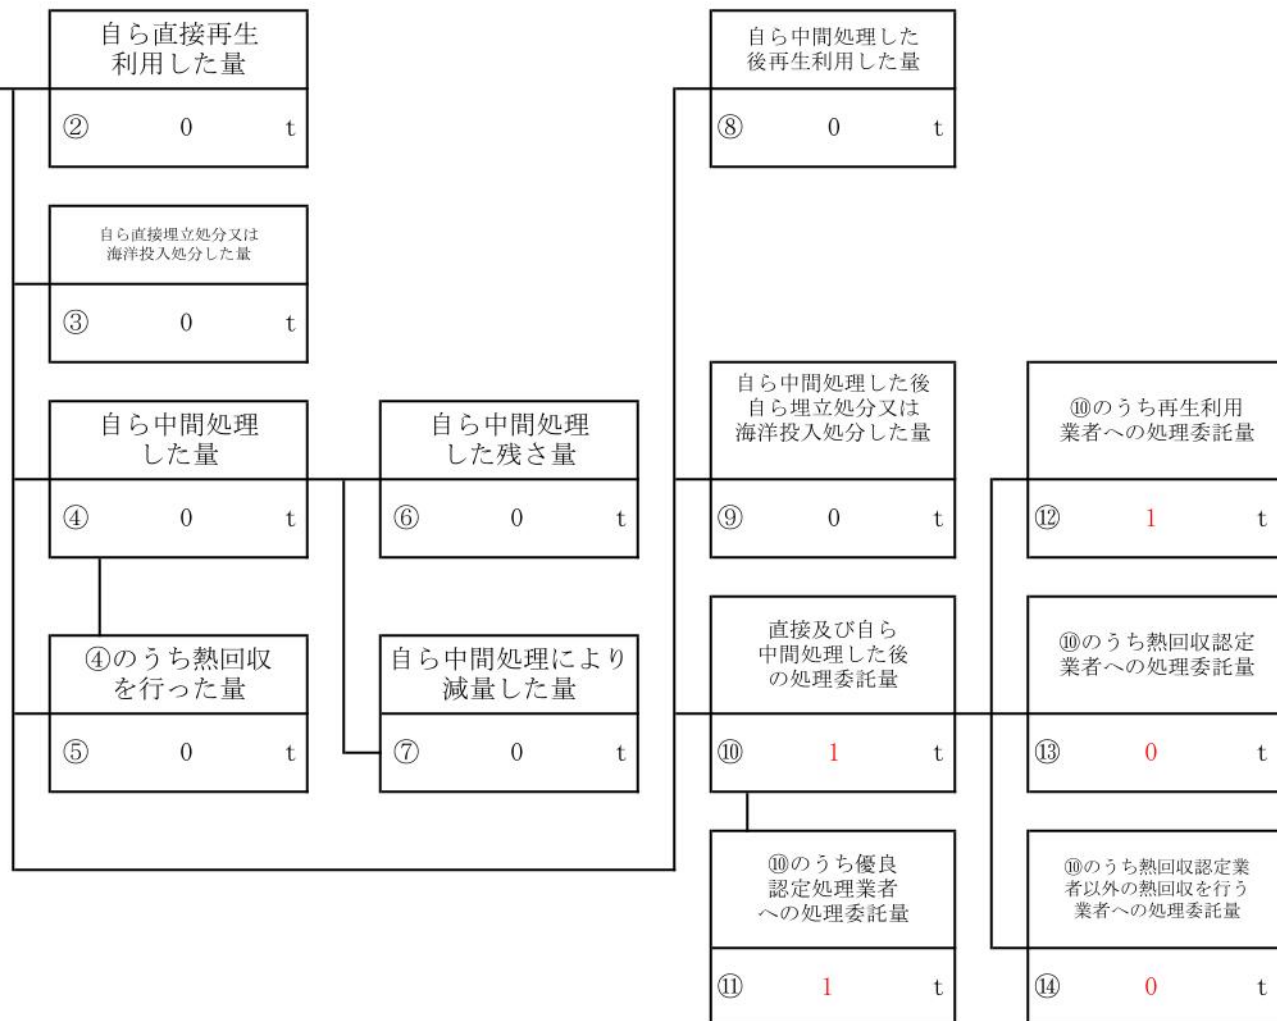 自ら直接再生
利用した量
② 0 t
自ら直接埋立処分又は
海洋投入処分した量
③ 0 t
自ら中間処理
した量
④ 0 t
④のうち熱回収
を行った量
⑤ 0 t
自ら中間処理
した残さ量
⑥ 0 t
自ら中間処理により
減量した量
⑦ 0 t
自ら中間処理した
後再生利用した量
⑧ 0 t
自ら中間処理した後
自ら埋立処分又は
海洋投入処分した量
⑨ 0 t
直接及び自ら
中間処理した後
の処理委託量
⑩ 1 t
⑩のうち優良
認定処理業者
への処理委託量
⑪ 1 t
⑩のうち再生利用
業者への処理委託量
⑫ 1 t
⑩のうち熱回収認定
業者への処理委託量
⑬ 0 t
⑩のうち熱回収認定業
者以外の熱回収を行う
業者への処理委託量
⑭ 0 t